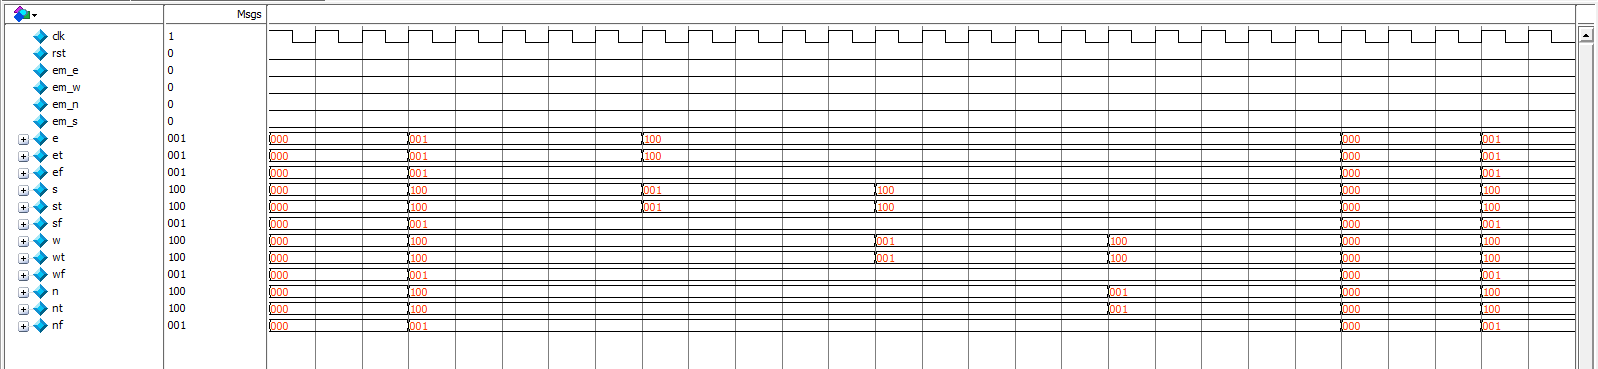 Msgs
clk 1
rst 0
em_e 0
em_w 0
em_n 0
em_s 0
e 001 000 001 100 000 001
et 001 000 001 100 000 001
ef 001 000 001 000 001
s 100 000 100 001 100 000 100
st 100 000 100 001 100 000 100
sf 001 000 001 000 001
w 100 000 100 001 100 000 100
wt 100 000 100 001 100 000 100
wf 001 000 001 000 001
n 100 000 100 001 000 100
nt 100 000 100 001 000 100
nf 001 000 001 000 001